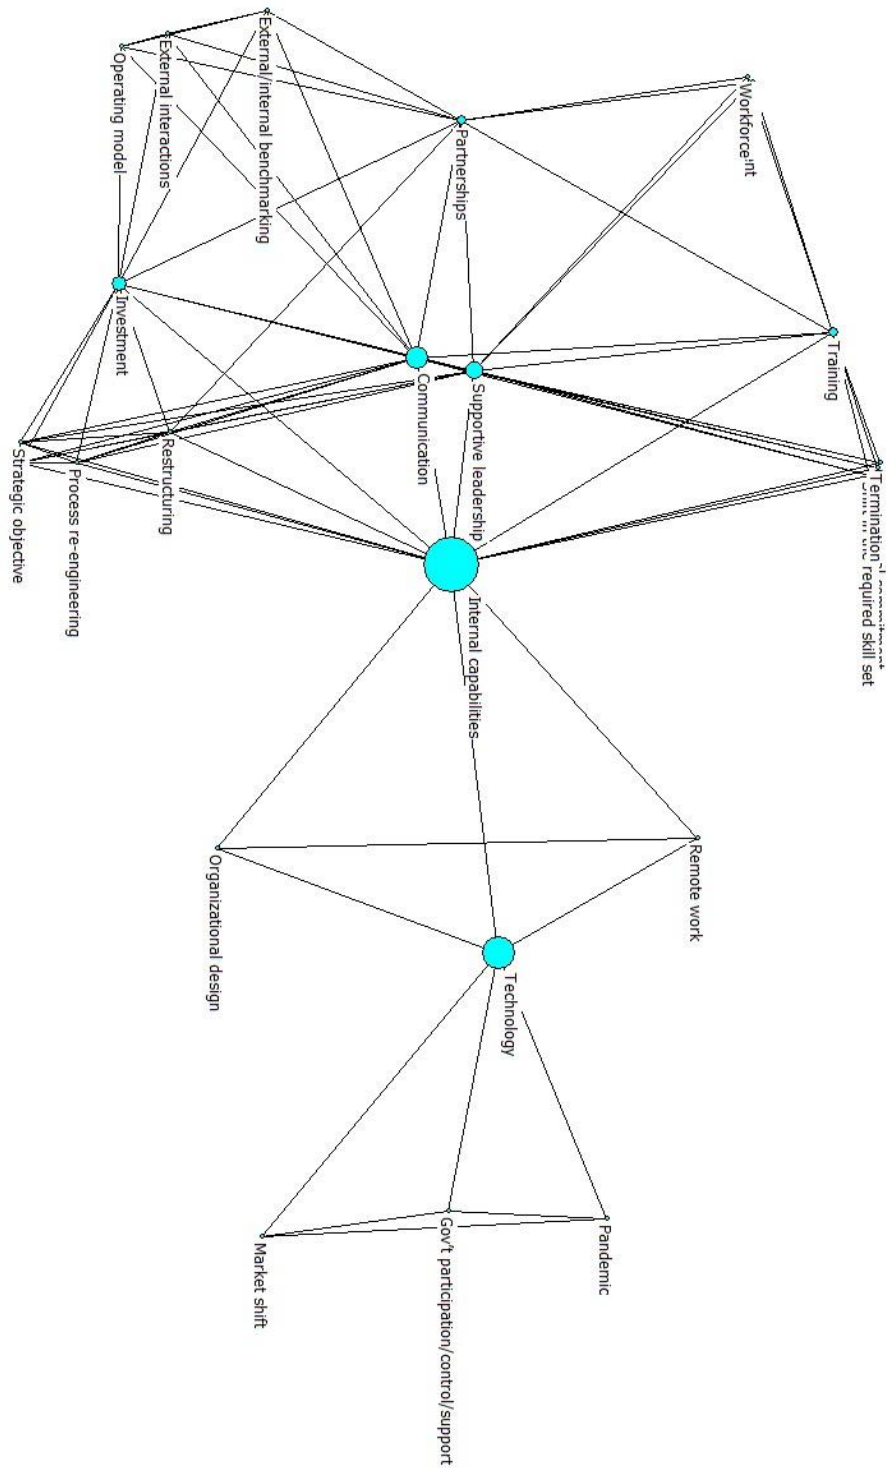 Termination
required skill set
Training
Workforce
Remote work
Pandemic
Technology
Supportive leadership
Internal capabilities
Partnerships
Gov't participation/control/support
Communication
External/internal benchmarking
Market shift
Organizational design
Restructuring
External interactions
Investment
Operating model
Process re-engineering
Strategic objective